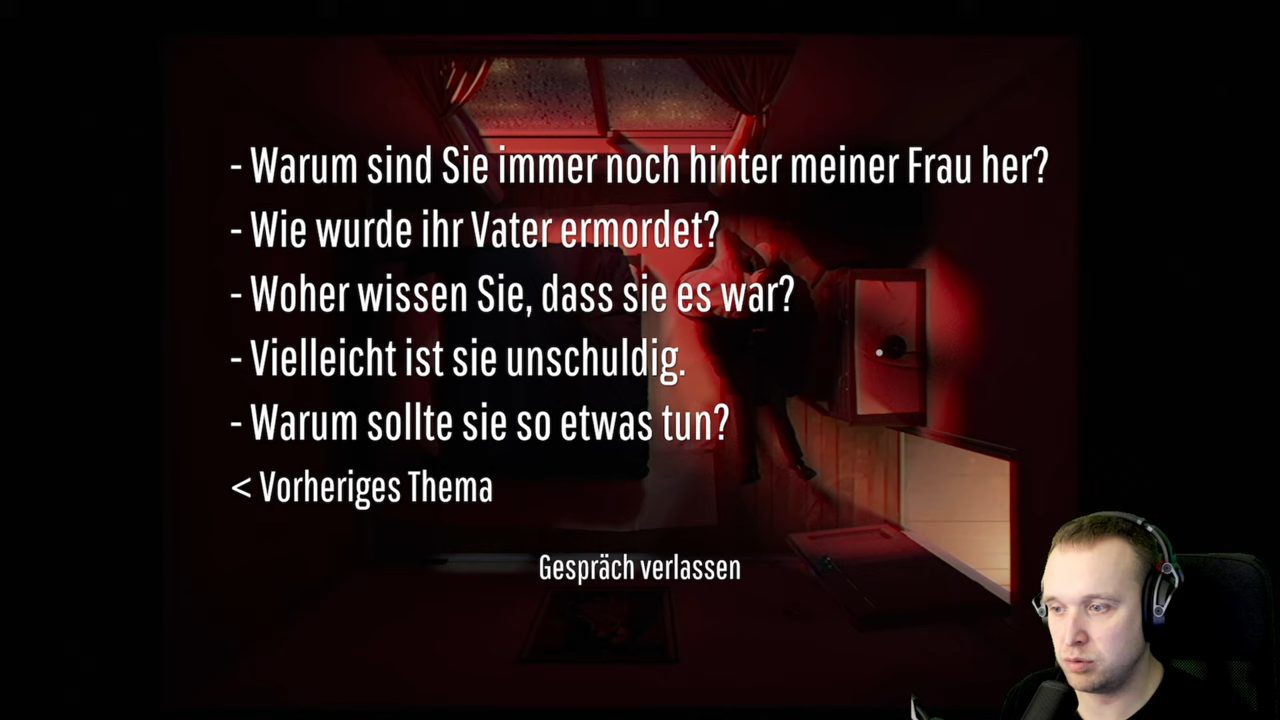 - Warum sind Sie immer noch hinter meiner Frau her?
- Wie wurde ihr Vater ermordet?
- Woher wissen Sie, dass sie es war?
- Vielleicht ist sie unschuldig.
- Warum sollte sie so etwas tun?
< Vorheriges Thema
Gespräch verlassen